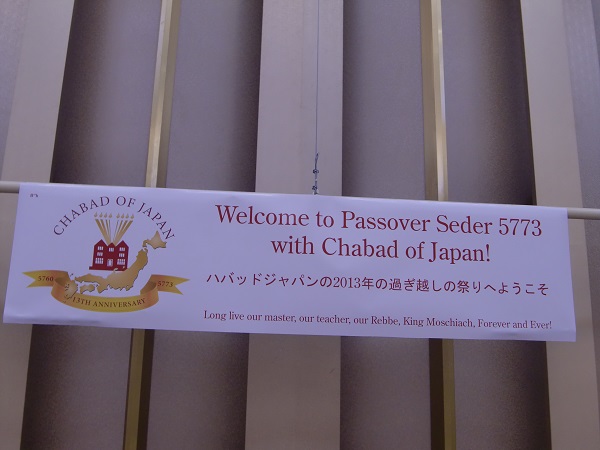 CHABAD OF JAPAN
5760 5773
13TH ANNIVERSARY
Welcome to Passover Seder 5773
with Chabad of Japan!
ハバッドジャパンの2013年の過ぎ越しの祭りへようこそ
Long live our master, our teacher, our Rebbe, King Moschiach, Forever and Ever!